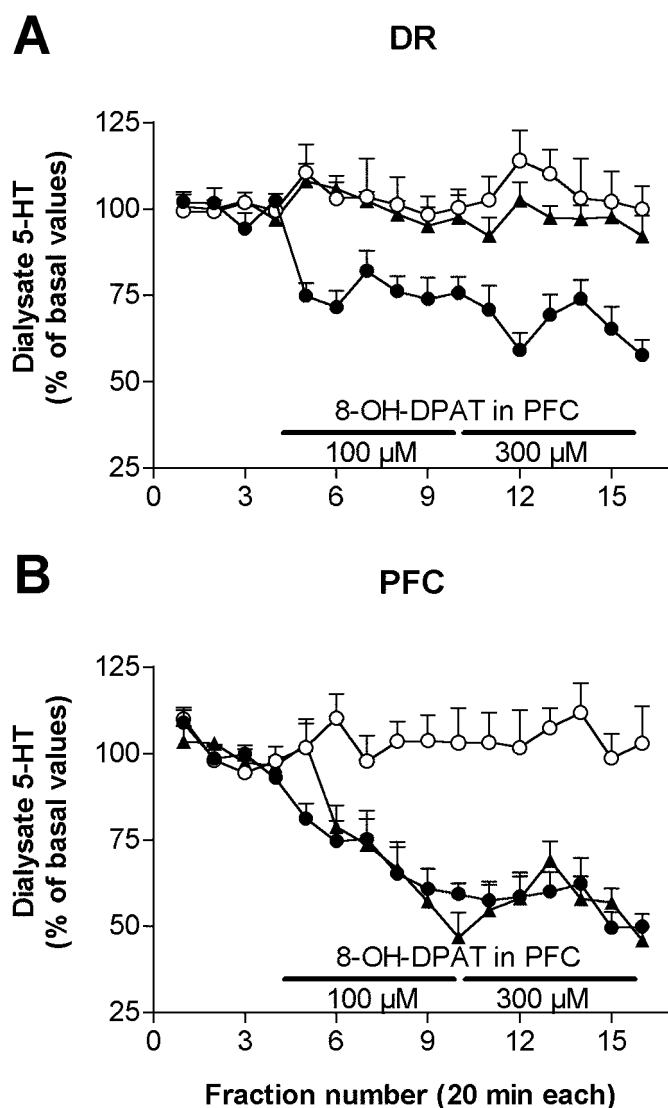 A
DR
Dialysate 5-HT
(% of basal values)
125
100
75
50
25
8-OH-DPAT in PFC
100 µM
300 µM
0
3
6
9
12
15
B
PFC
Dialysate 5-HT
(% of basal values)
125
100
75
50
25
8-OH-DPAT in PFC
100 µM
300 µM
0
3
6
9
12
15
Fraction number (20 min each)